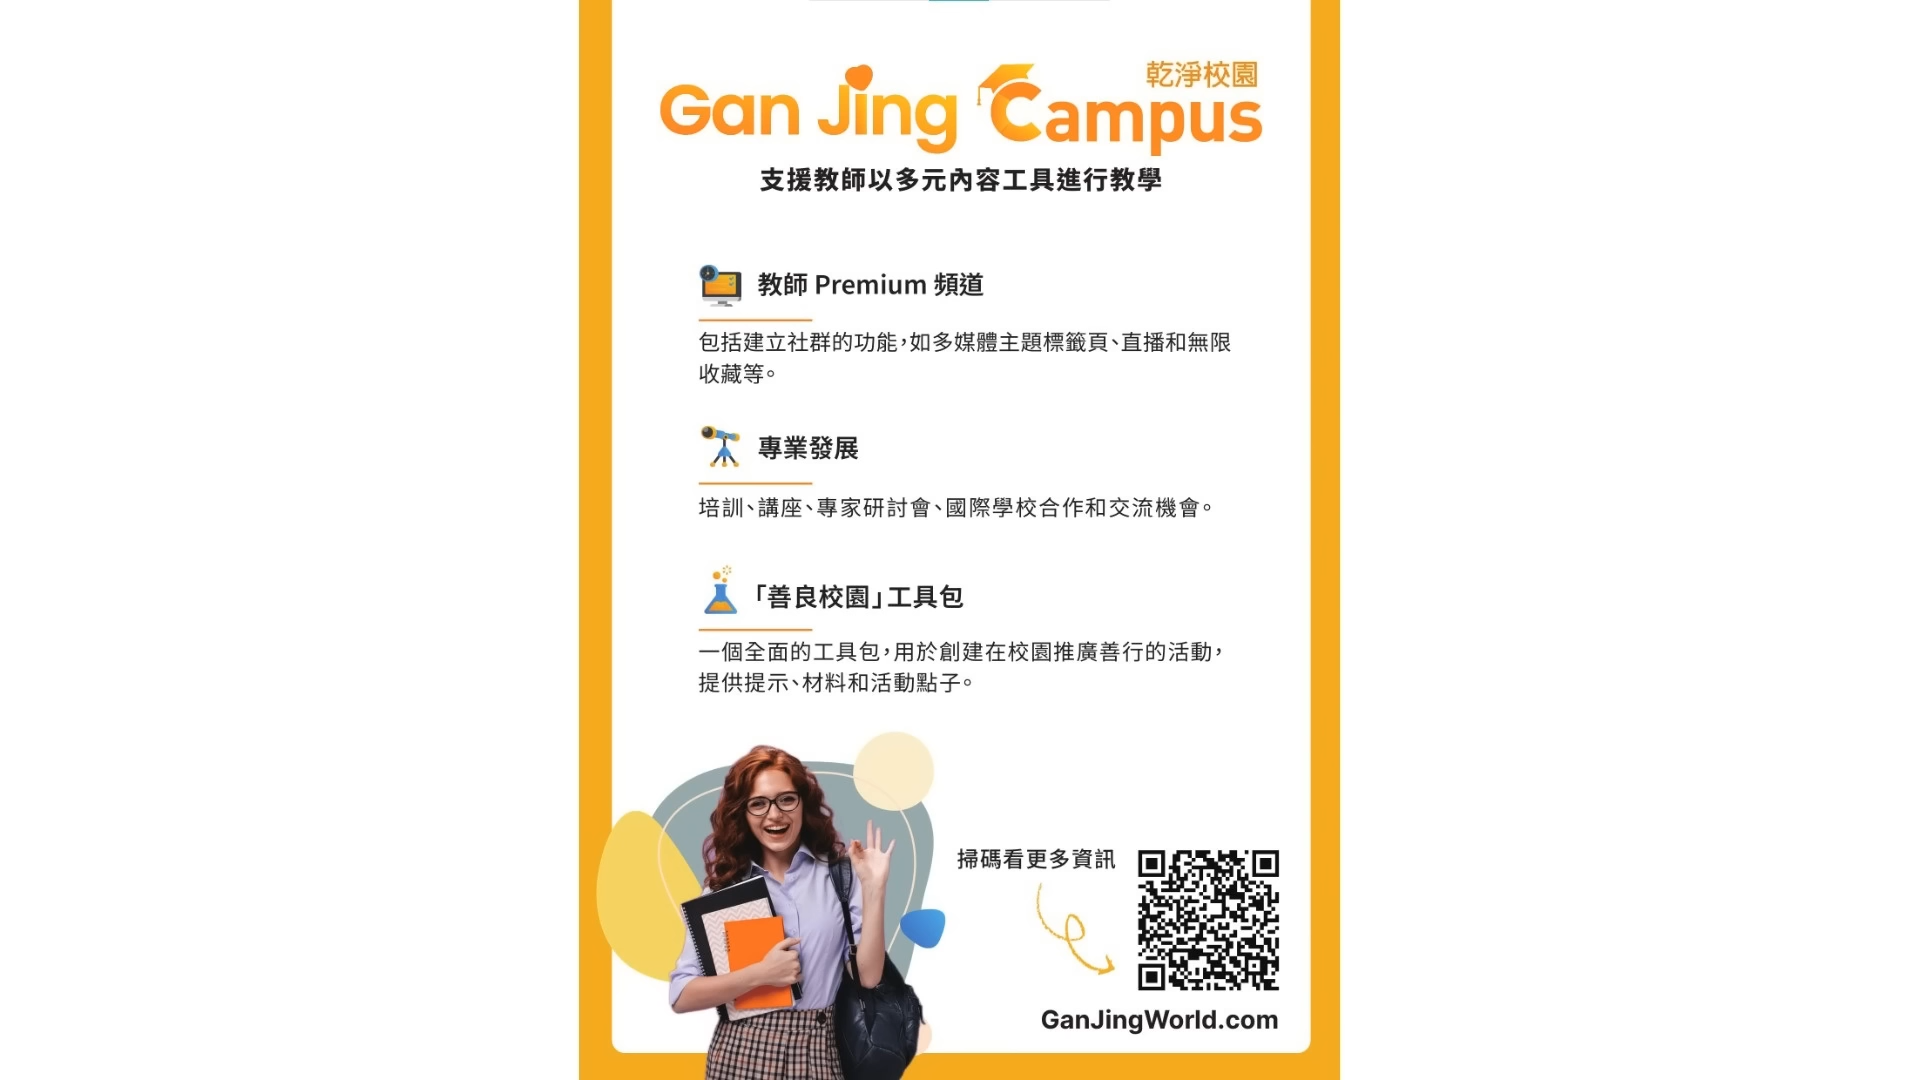 乾淨校園
Gan Jing Campus
支援教師以多元內容工具進行教學
教師 Premium 頻道
包括建立社群的功能，如多媒體主題標籤頁、直播和無限
收藏等。
專業發展
培訓、講座、專家研討會、國際學校合作和交流機會。
「善良校園」工具包
一個全面的工具包，用於創建在校園推廣善行的活動，
提供提示、材料和活動點子。
掃碼看更多資訊
GanJingWorld.com